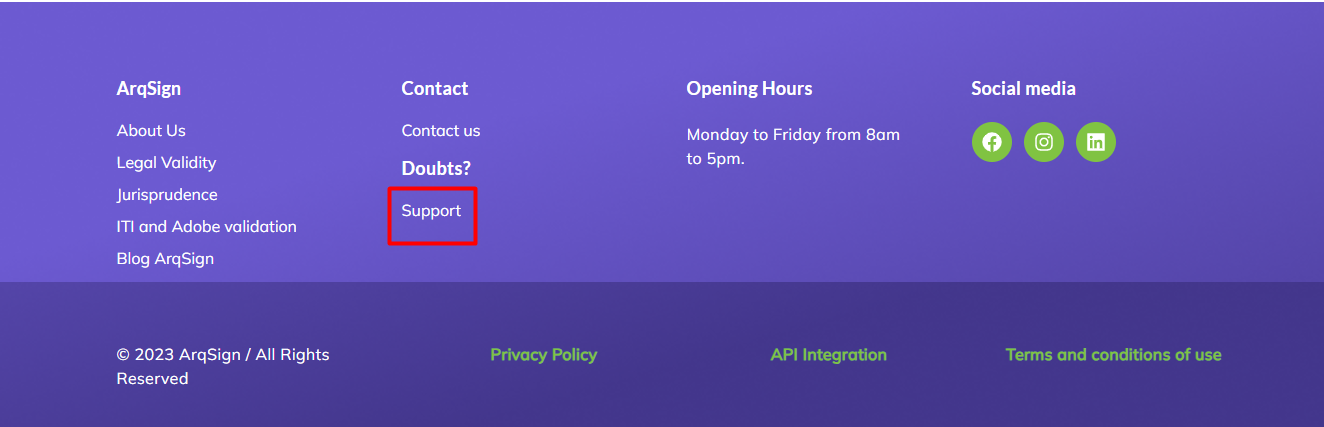 ArqSign
About Us
Legal Validity
Jurisprudence
ITI and Adobe validation
Blog ArqSign
Contact
Contact us
Doubts?
Support
Opening Hours
Monday to Friday from 8am
to 5pm.
Social media
© 2023 ArqSign / All Rights
Reserved
Privacy Policy
API Integration
Terms and conditions of use